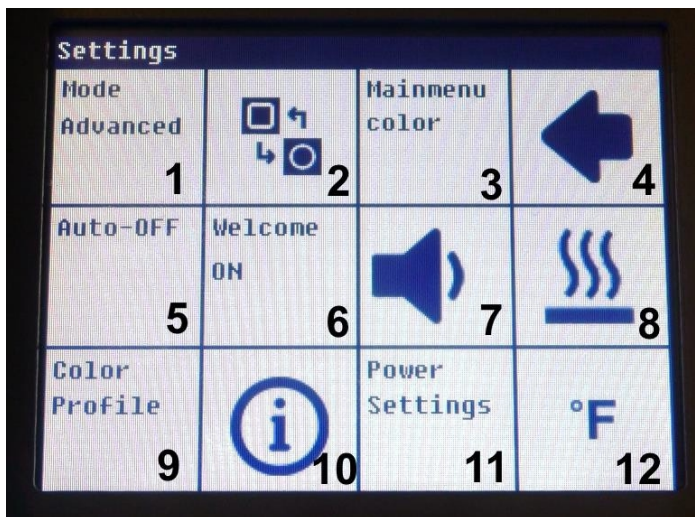 Settings
Mode
Advanced
1
2
Mainmenu
color
3
4
Auto-OFF
5
Welcome
ON
6
7
8
Color
Profile
9
i
10
Power
Settings
11
°F
12